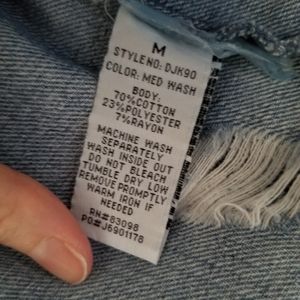 M
STYLE NO: DJK90
COLOR: MED WASH
BODY:
70%COTTON
23%POLYESTER
7%RAYON
MACHINE WASH
SEPARATELY
WASH INSIDE OUT
DO NOT BLEACH
TUMBLE DRY LOW
REMOVE PROMPTLY
WARM IRON IF
NEEDED
RN#83098
PO#J6901178